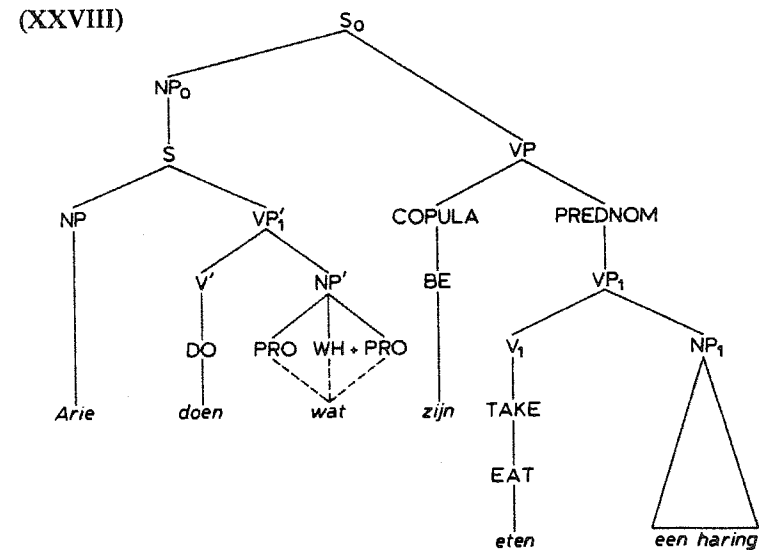 (XXVIII)
S₀
NP₀
S VP
NP VP′₁ COPULA PREDNOM
V′ NP′ BE VP₁
DO PRO WH + PRO V₁ NP₁
Arie doen wat zijn TAKE
EAT
eten een haring